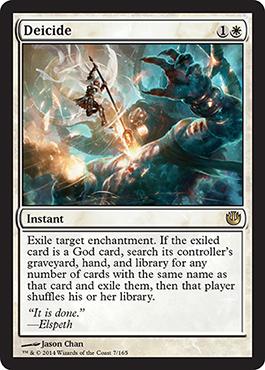 Deicide 1
Instant
Exile target enchantment. If the exiled
card is a God card, search its controller's
graveyard, hand, and library for any
number of cards with the same name as
that card and exile them, then that player
shuffles his or her library.
"It is done."
—Elspeth
Jason Chan
™ & © 2014 Wizards of the Coast 7/165